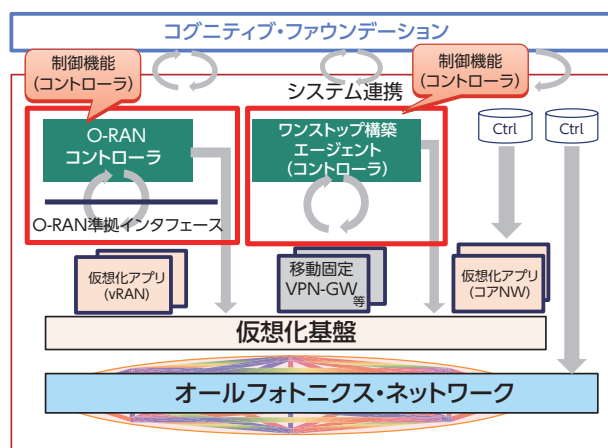 コグニティブ・ファウンデーション
制御機能
(コントローラ)
制御機能
(コントローラ)
システム連携
O-RAN
コントローラ
ワンストップ構築
エージェント
(コントローラ)
Ctrl
Ctrl
O-RAN準拠インタフェース
仮想化アプリ
(vRAN)
移動固定
VPN-GW
等
仮想化アプリ
(コアNW)
仮想化基盤
オールフォトニクス・ネットワーク